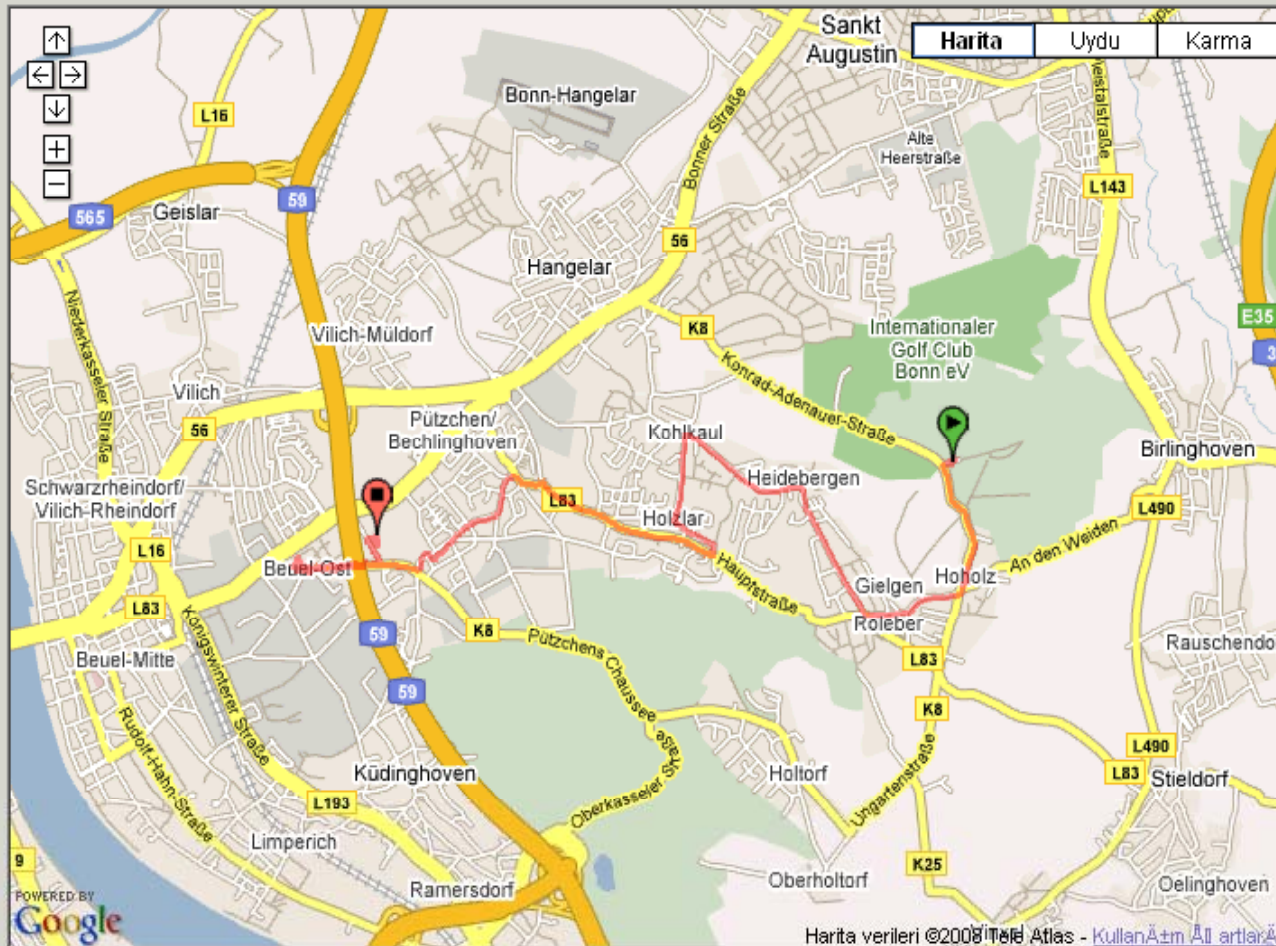 Sankt
Augustin
Harita
Uydu
Karma
Bonn-Hangelar
L16
Bonner Straße
Alte
Heerstraße
L143
59
565
Geislar
56
Hangelar
Niederkasseler Straße
Vilich-Müldorf
K8
Internationaler
Golf Club
Bonn eV
E35
Konrad-Adenauer-Straße
Vilich
56
Pützchen/
Bechlinghoven
Kohlkaul
Birlinghoven
Heidebergen
Schwarzrheindorf/
Vilich-Rheindorf
L83
Holzlar
L490
L16
An den Weiden
Beuel-Ost
Hauptstraße
Gielgen
Hoholz
L83
Roleber
Königswinterer Straße
59
K6
Pützchens Chaussee
Beuel-Mitte
L83
Rauschendo
59
K8
Rudolf-Hahn-Straße
Oberkasseler Straße
Ungartenstraße
L490
Küdinghoven
Holtorf
L83
Stieldorf
L193
Limperich
9
K25
Ramersdorf
Oberholtorf
Oelinghoven
POWERED BY
Google
Harita verileri ©2008 Tele Atlas -